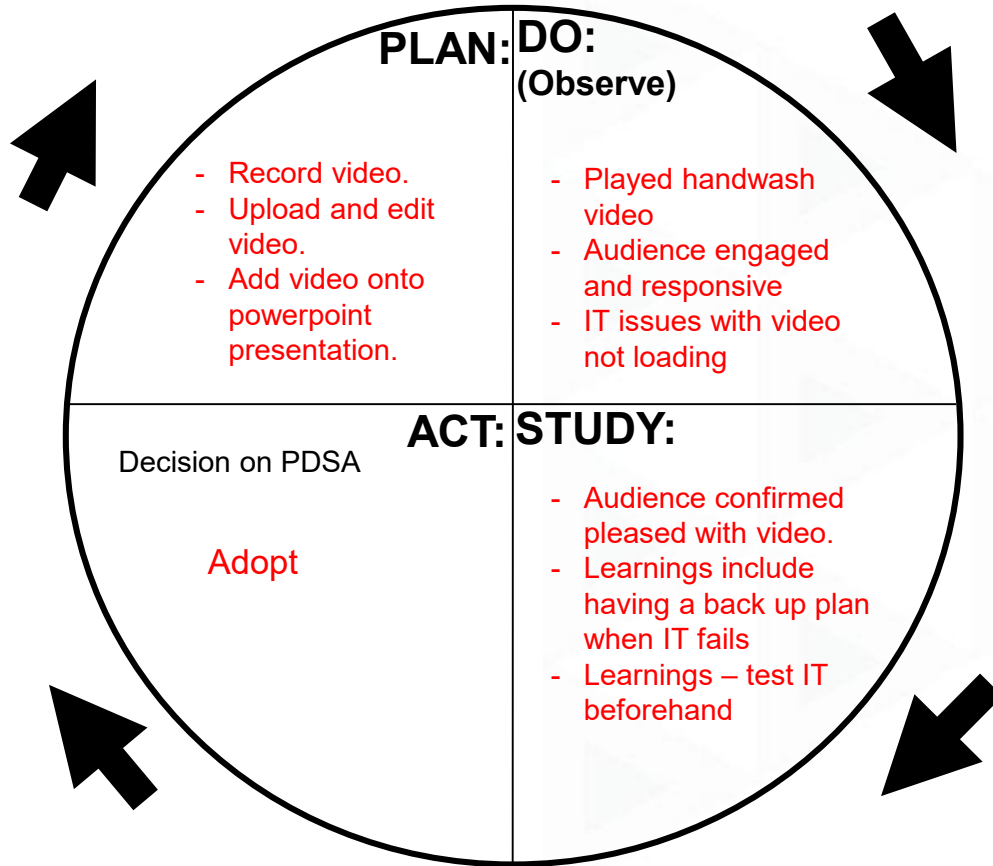 PLAN:
- Record video.
- Upload and edit
video.
- Add video onto
powerpoint
presentation.
DO:
(Observe)
- Played handwash
video
- Audience engaged
and responsive
- IT issues with video
not loading
ACT:
Decision on PDSA
Adopt
STUDY:
- Audience confirmed
pleased with video.
- Learnings include
having a back up plan
when IT fails
- Learnings – test IT
beforehand